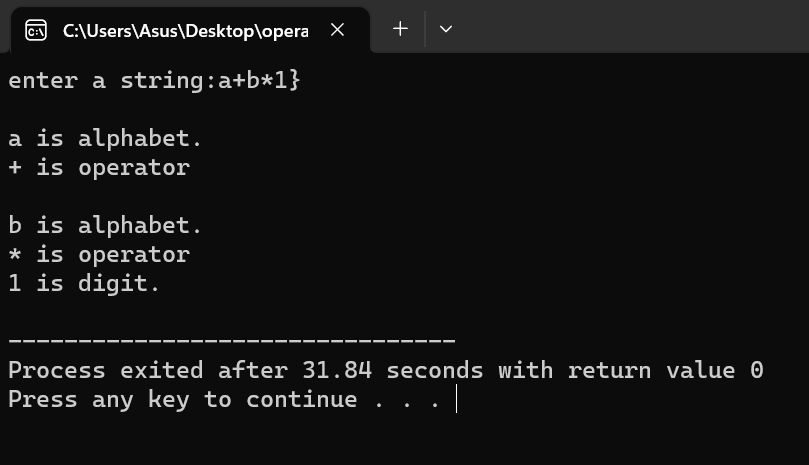 C:\Users\Asus\Desktop\opera
enter a string:a+b*1}
a is alphabet.
+ is operator
b is alphabet.
* is operator
1 is digit.
--------------------------------
Process exited after 31.84 seconds with return value 0
Press any key to continue . . .